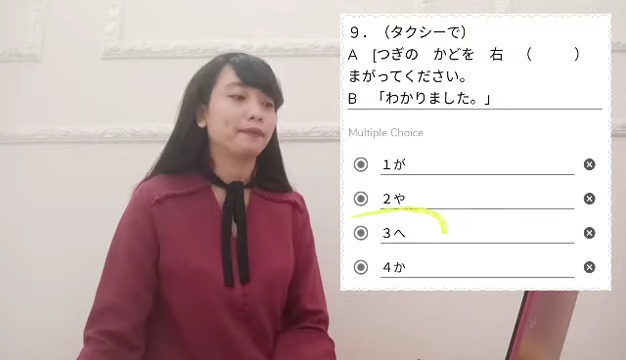 9．（タクシーで）
A [つぎの かどを 右 （　　）
まがってください。
B 「わかりました。」
Multiple Choice
1が
2や
3へ
4か